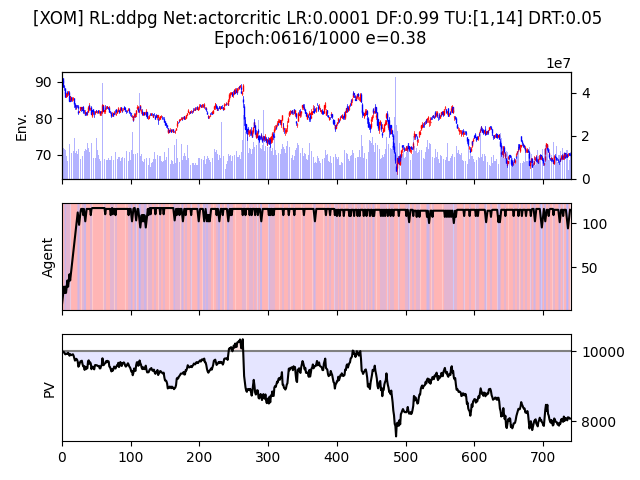 [XOM] RL:ddpg Net:actorcritic LR:0.0001 DF:0.99 TU:[1,14] DRT:0.05
Epoch:0616/1000 e=0.38
1e7
90
80
70
Env.
4
2
0
Agent
100
50
PV
10000
8000
0 100 200 300 400 500 600 700